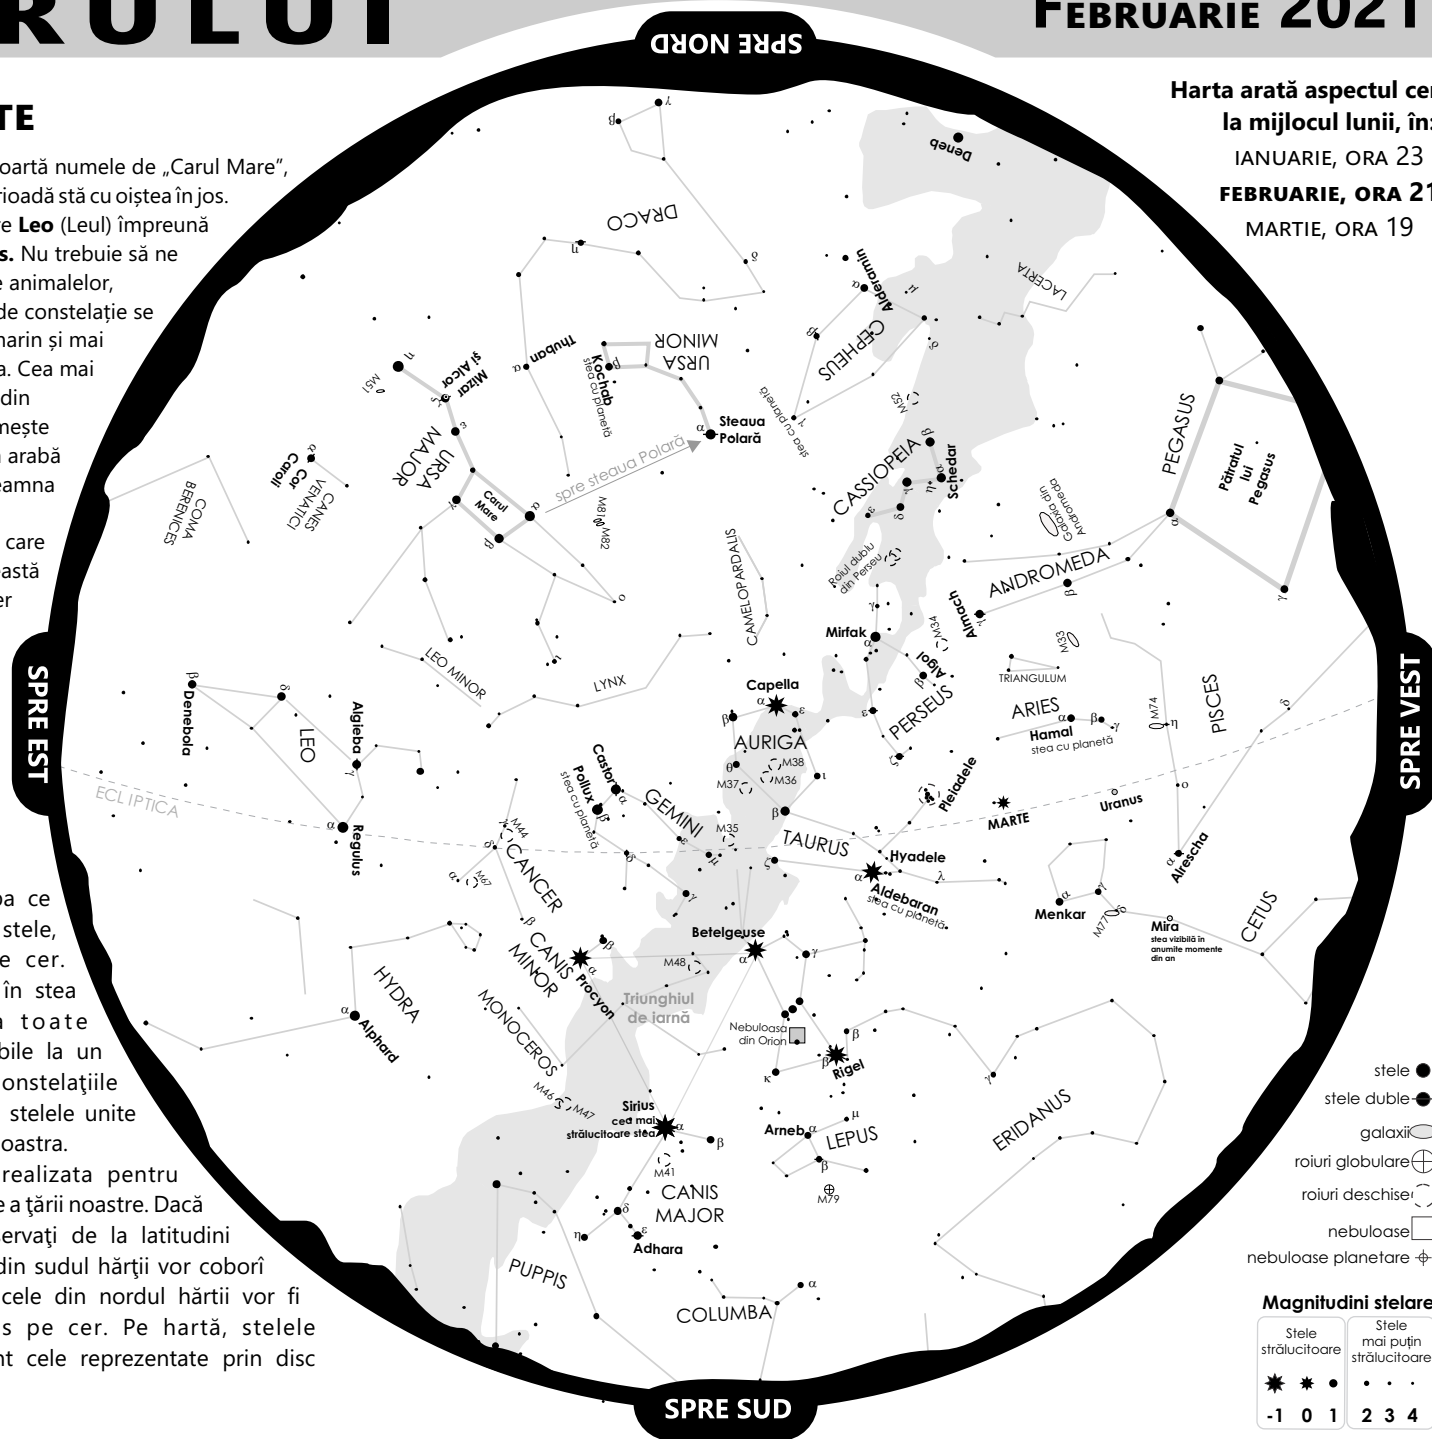 RULUI
FEBRUARIE 2021
SPRE NORD
TE
oartă numele de „Carul Mare”,
rioadă stă cu oiștea în jos.
re Leo (Leul) împreună
s. Nu trebuie să ne
e animalelor,
de constelație se
marin și mai
a. Cea mai
din
mește
arabă
eamna
care
eastă
er
Harta arată aspectul cer
la mijlocul lunii, în:
IANUARIE, ORA 23
FEBRUARIE, ORA 21
MARTIE, ORA 19
Deneb
DRACO
LACERTA
Alderamin
CEPHEUS
stea cu planetă
M52
URSA
MINOR
Kochab
stea cu planetă
Thuban
Steaua
Polară
spre steaua Polară
Mizar
și Alcor
M51
URSA
MAJOR
Carul
Mare
M81
M82
Cor
Caroli
CANES
VENATICI
COMA
BERENICES
CASSIOPEIA
Schedar
Galaxia din
Andromeda
PEGASUS
Pătratul
lui
Pegasus
ANDROMEDA
Almach
M33
Roiul dublu
din Perseu
M34
CAMELOPARDALIS
Mirfak
Algol
PERSEUS
TRIANGULUM
ARIES
Hamal
stea cu planetă
M74
PISCES
LEO MINOR
LYNX
Capella
AURIGA
M38
M36
M37
SPRE EST
SPRE VEST
Denebola
LEO
Algieba
Regulus
ECLIPTICA
Castor
Pollux
stea cu planetă
GEMINI
M35
TAURUS
Pleiadele
MARTE
Uranus
Hyadele
Aldebaran
stea cu planetă
Alrescha
Menkar
M77
Mira
stea vizibilă în
anumite momente
din an
CETUS
M44
CANCER
M67
Betelgeuse
CANIS
MINOR
Procyon
M48
Triunghiul
de iarnă
Nebuloasa
din Orion
Rigel
HYDRA
Alphard
MONOCEROS
M46
M47
Sirius
cea mai
strălucitoare stea
M41
Arneb
LEPUS
M79
ERIDANUS
CANIS
MAJOR
Adhara
PUPPIS
COLUMBA
SPRE SUD
ba ce
stele,
e cer.
în stea
a toate
bile la un
onstelațiile
stelele unite
oastra.
realizata pentru
e a țării noastre. Dacă
servați de la latitudini
din sudul hărții vor coborî
cele din nordul hărtii vor fi
s pe cer. Pe hartă, stelele
nt cele reprezentate prin disc
stele
stele duble
galaxii
roiuri globulare
roiuri deschise
nebuloase
nebuloase planetare
Magnitudini stelare
Stele
strălucitoare
Stele
mai puțin
strălucitoare
-1 0 1 2 3 4